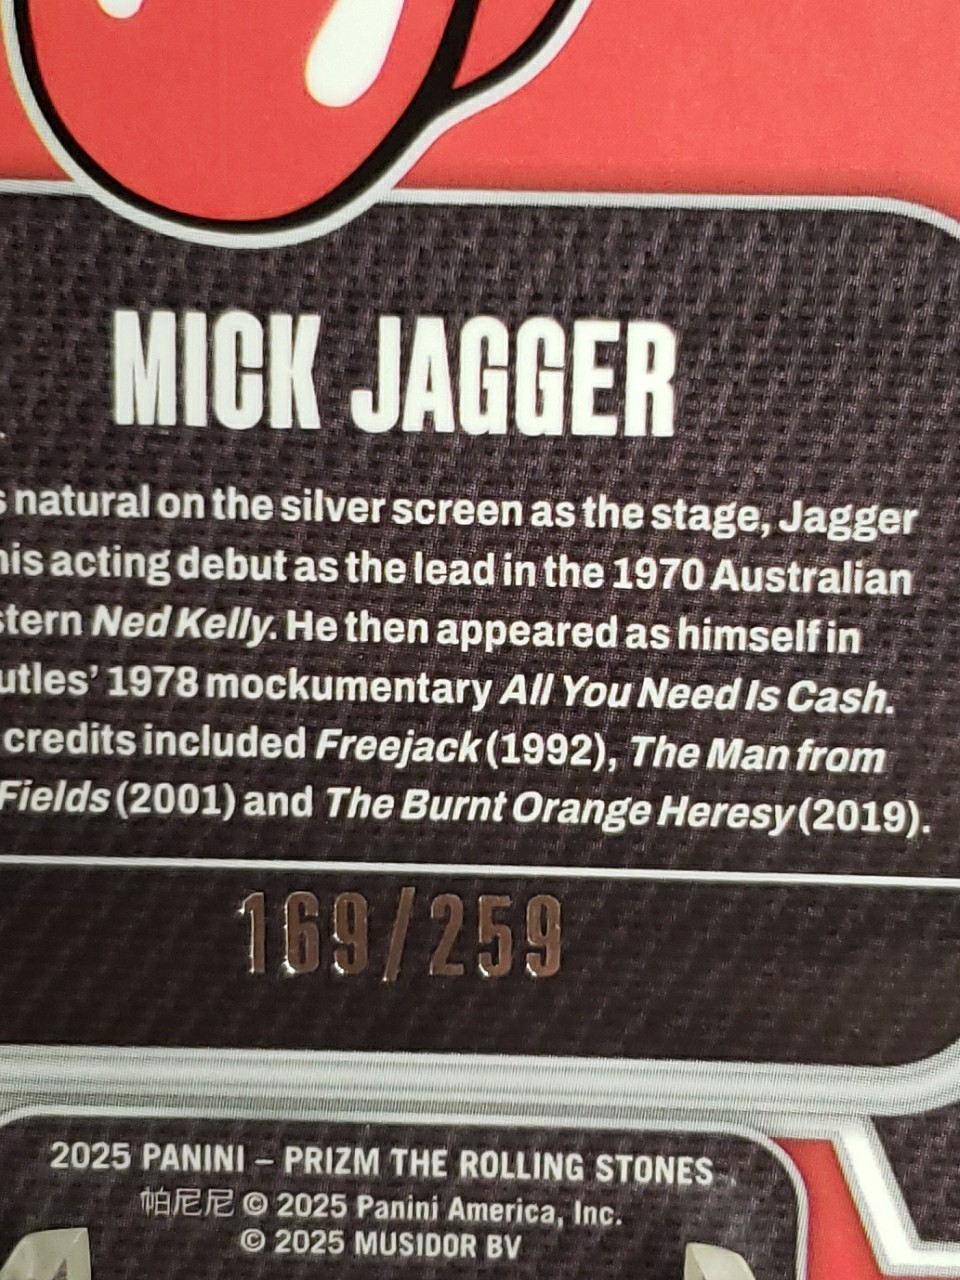 MICK JAGGER
natural on the silver screen as the stage, Jagger
his acting debut as the lead in the 1970 Australian
Ned Kelly. He then appeared as himself in
1978 mockumentary All You Need Is Cash.
credits included Freejack (1992), The Man from
Fields (2001) and The Burnt Orange Heresy (2019).
169/259
2025 PANINI – PRIZM THE ROLLING STONES
帕尼尼 © 2025 Panini America, Inc.
© 2025 MUSIDOR BV